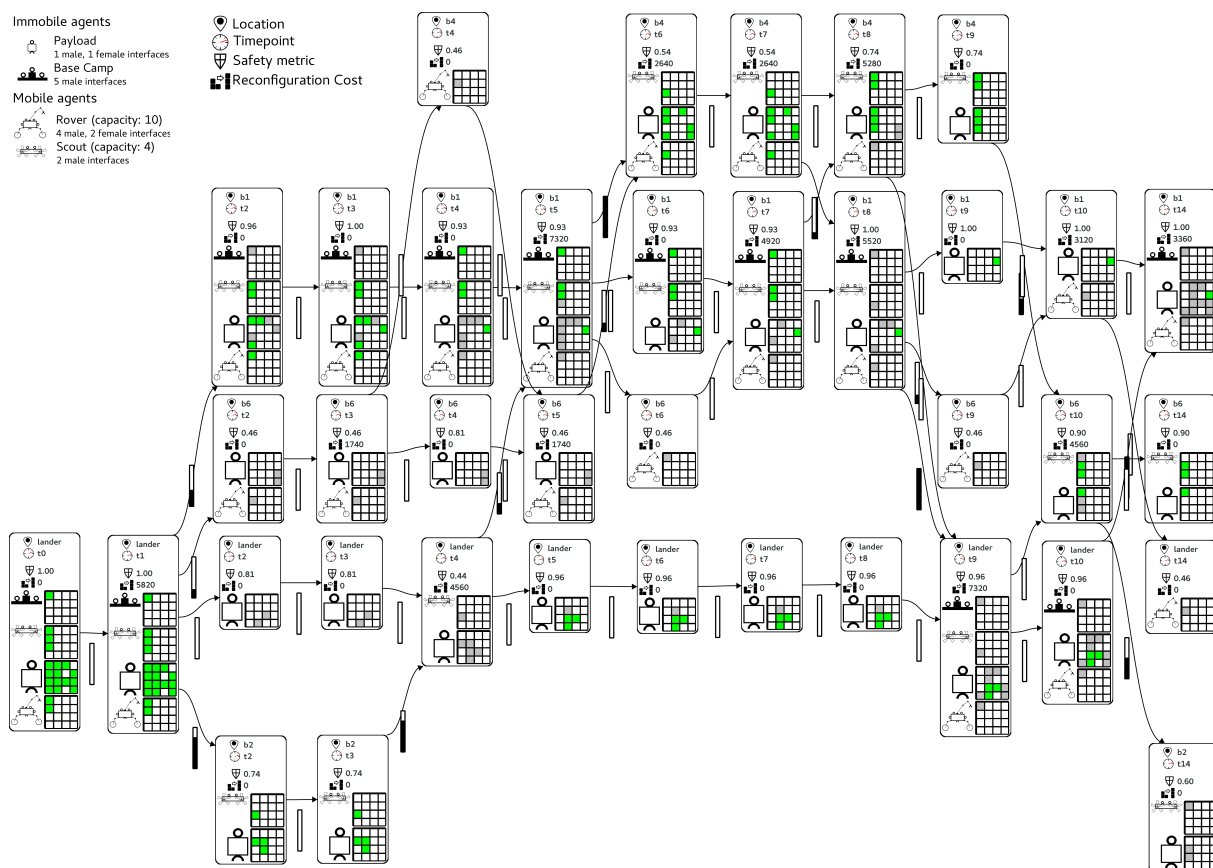 Immobile agents
Payload
1 male, 1 female interfaces
Base Camp
5 male interfaces
Mobile agents
Rover (capacity: 10)
4 male, 2 female interfaces
Scout (capacity: 4)
2 male interfaces
Location
Timepoint
Safety metric
Reconfiguration Cost
b4
t4
0.46
0
b4
t6
0.54
2640
b4
t7
0.54
2640
b4
t8
0.74
5280
b4
t9
0.74
0
b1
t2
0.96
0
b1
t3
1.00
0
b1
t4
0.93
0
b1
t5
0.93
7320
b1
t6
0.93
0
b1
t7
0.93
4920
b1
t8
1.00
5520
b1
t9
1.00
0
b1
t10
1.00
3120
b1
t14
1.00
3360
b6
t2
0.46
0
b6
t3
0.46
1740
b6
t4
0.81
0
b6
t5
0.46
1740
b6
t6
0.46
0
b6
t9
0.46
0
b6
t10
0.90
4560
b6
t14
0.90
0
lander
t0
1.00
0
lander
t1
1.00
5820
lander
t2
0.81
0
lander
t3
0.81
0
lander
t4
0.44
4560
lander
t5
0.96
0
lander
t6
0.96
0
lander
t7
0.96
0
lander
t8
0.96
0
lander
t9
0.96
7320
lander
t10
0.96
0
lander
t14
0.46
0
b2
t2
0.74
0
b2
t3
0.74
0
b2
t14
0.60
0